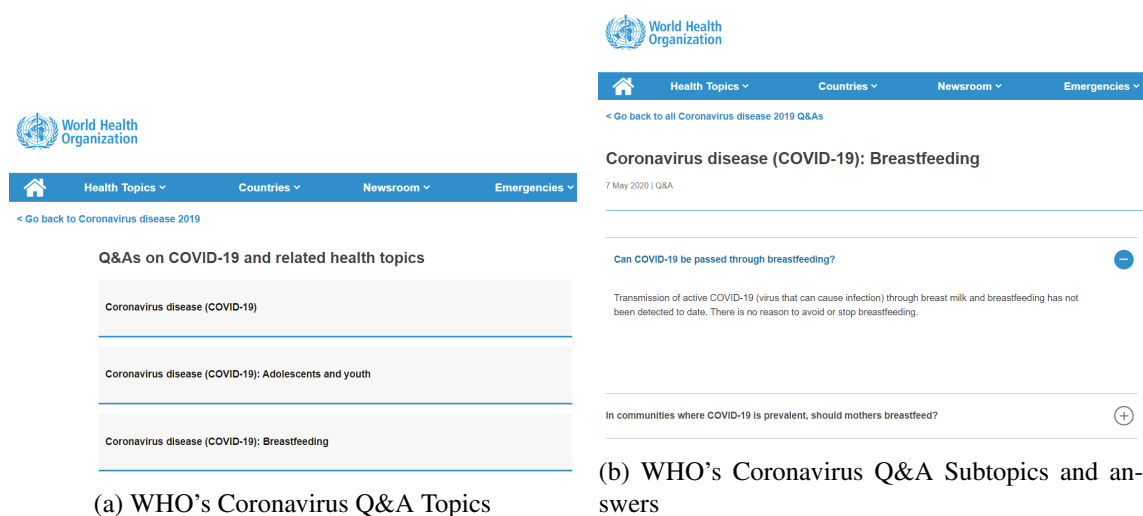 World Health
Organization
Health Topics
Countries
Newsroom
Emergencies
< Go back to Coronavirus disease 2019
Q&As on COVID-19 and related health topics
Coronavirus disease (COVID-19)
Coronavirus disease (COVID-19): Adolescents and youth
Coronavirus disease (COVID-19): Breastfeeding
(a) WHO's Coronavirus Q&A Topics
World Health
Organization
Health Topics
Countries
Newsroom
Emergencies
< Go back to all Coronavirus disease 2019 Q&As
Coronavirus disease (COVID-19): Breastfeeding
7 May 2020 | Q&A
Can COVID-19 be passed through breastfeeding?
Transmission of active COVID-19 (virus that can cause infection) through breast milk and breastfeeding has not
been detected to date. There is no reason to avoid or stop breastfeeding.
In communities where COVID-19 is prevalent, should mothers breastfeed?
(b) WHO's Coronavirus Q&A Subtopics and an-
swers